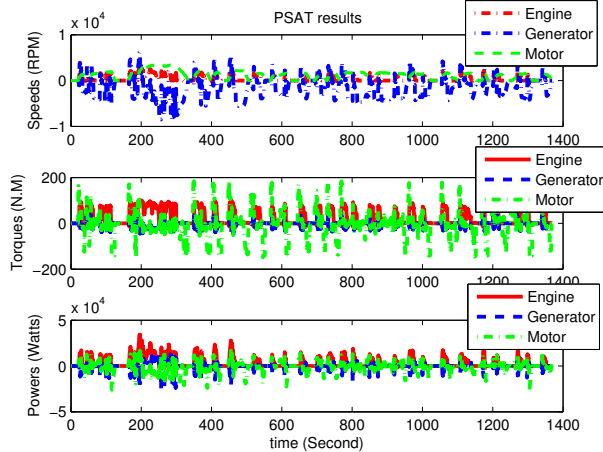 PSAT results
x 10^4
Engine
Generator
Motor
1
0
−1
Speeds (RPM)
0 200 400 600 800 1000 1200 1400
Engine
Generator
Motor
200
0
−200
Torques (N.M)
0 200 400 600 800 1000 1200 1400
x 10^4
Engine
Generator
Motor
5
0
−5
Powers (Watts)
0 200 400 600 800 1000 1200 1400
time (Second)